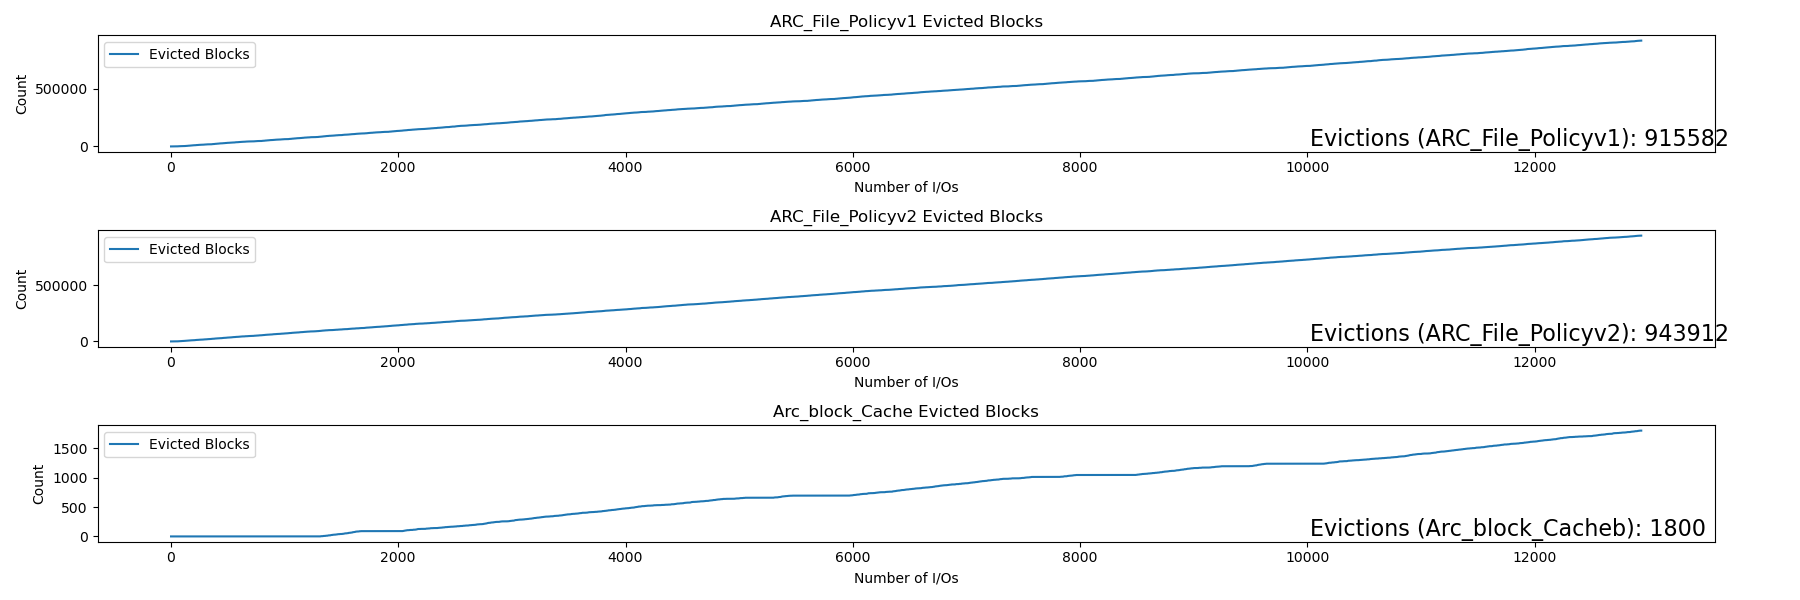 ARC_File_Policyv1 Evicted Blocks
Evicted Blocks
Count
500000
0
Evictions (ARC_File_Policyv1): 915582
0 2000 4000 6000 8000 10000 12000
Number of I/Os
ARC_File_Policyv2 Evicted Blocks
Evicted Blocks
Count
500000
0
Evictions (ARC_File_Policyv2): 943912
0 2000 4000 6000 8000 10000 12000
Number of I/Os
Arc_block_Cache Evicted Blocks
Evicted Blocks
Count
1500
1000
500
0
Evictions (Arc_block_Cacheb): 1800
0 2000 4000 6000 8000 10000 12000
Number of I/Os